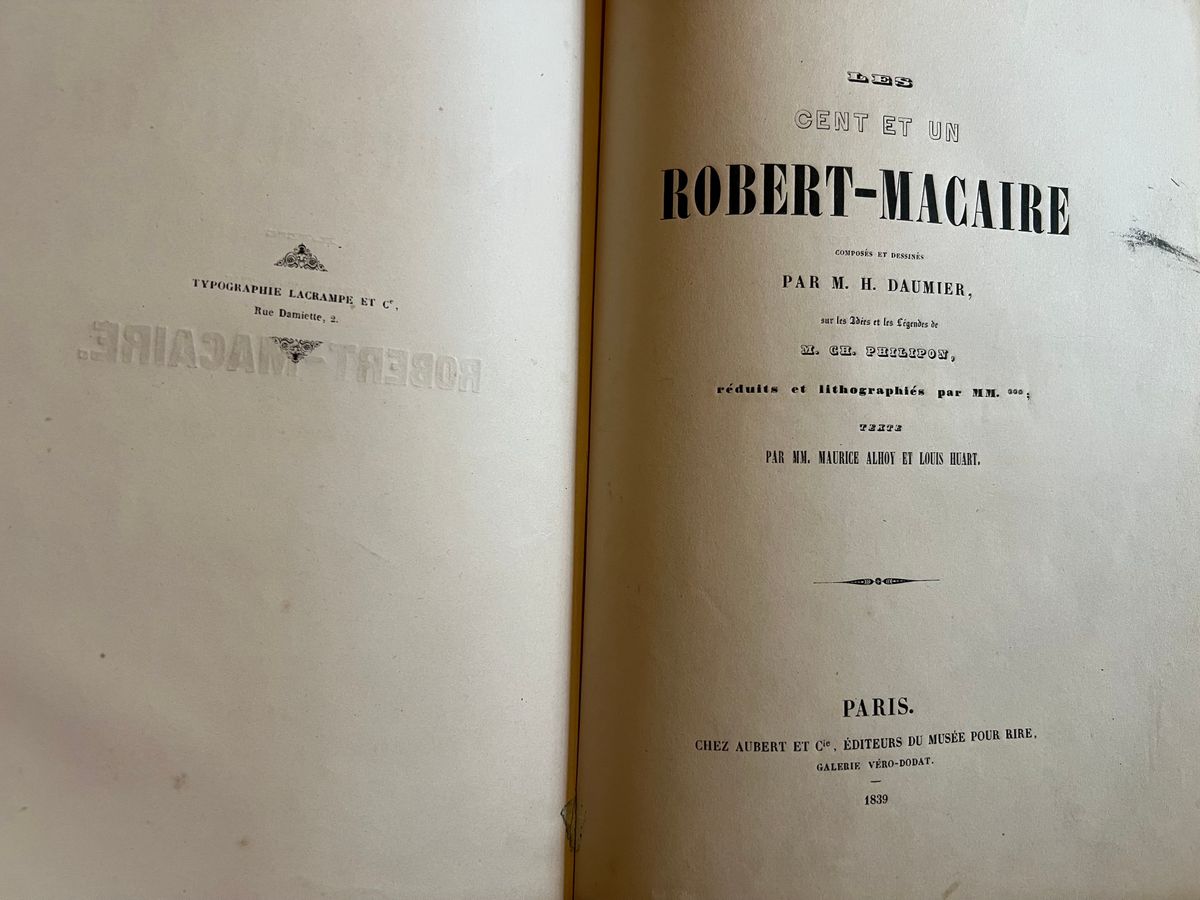 TYPOGRAPHIE LACRAMPE ET Ce,
Rue Damiette, 2.
ROBERT-MACAIRE.
LES
CENT ET UN
ROBERT-MACAIRE
COMPOSÉS ET DESSINÉS
PAR M. H. DAUMIER,
sur les Idées et les Légendes de
M. CH. PHILIPON,
réduits et lithographiés par MM. ***;
TEXTE
PAR MM. MAURICE ALHOY ET LOUIS HUART.
PARIS.
CHEZ AUBERT ET Cie, ÉDITEURS DU MUSÉE POUR RIRE,
GALERIE VÉRO-DODAT.
1839